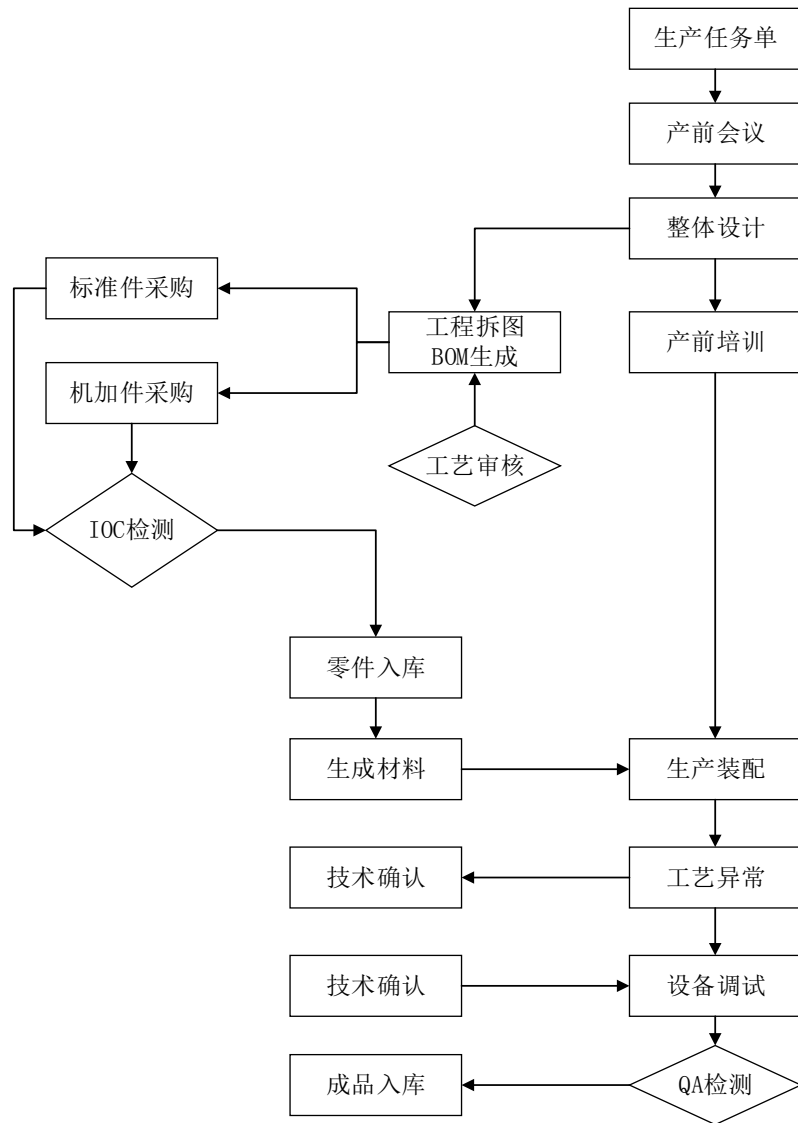 生产任务单
产前会议
整体设计
标准件采购
工程拆图
BOM生成
产前培训
机加件采购
工艺审核
IOC检测
零件入库
生成材料
生产装配
技术确认
工艺异常
技术确认
设备调试
成品入库
QA检测